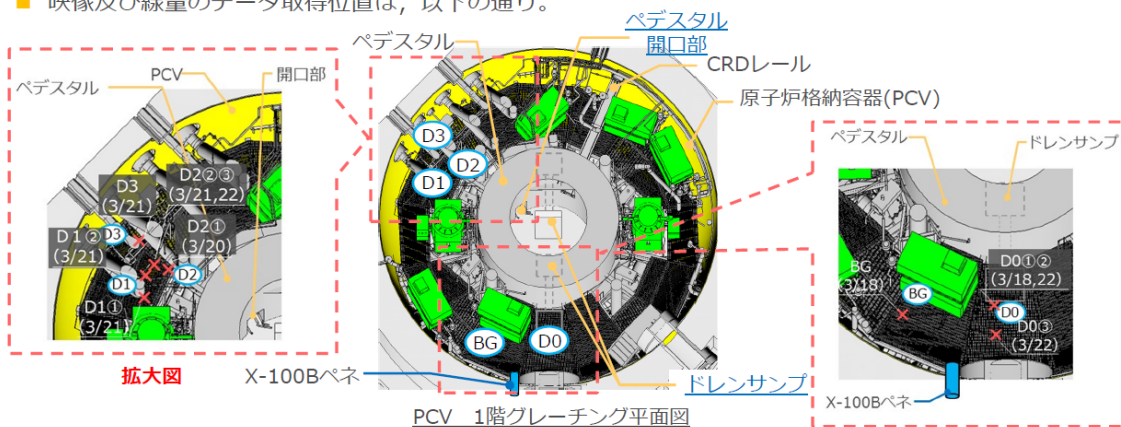 ■ 映像及び線量のデータ取得位置は，以下の通り。
ペデスタル
PCV
開口部
D3
(3/21)
D2②③
(3/21,22)
D1②
(3/21)
D3
D2①
(3/20)
D1
D2
D1①
(3/21)
拡大図
ペデスタル
ペデスタル
開口部
CRDレール
原子炉格納容器(PCV)
D3
D2
D1
BG
D0
X-100Bペネ
ドレンサンプ
PCV 1階グレーチング平面図
ペデスタル
ドレンサンプ
BG
(3/18)
BG
D0①②
(3/18,22)
D0
D0③
(3/22)
X-100Bペネ